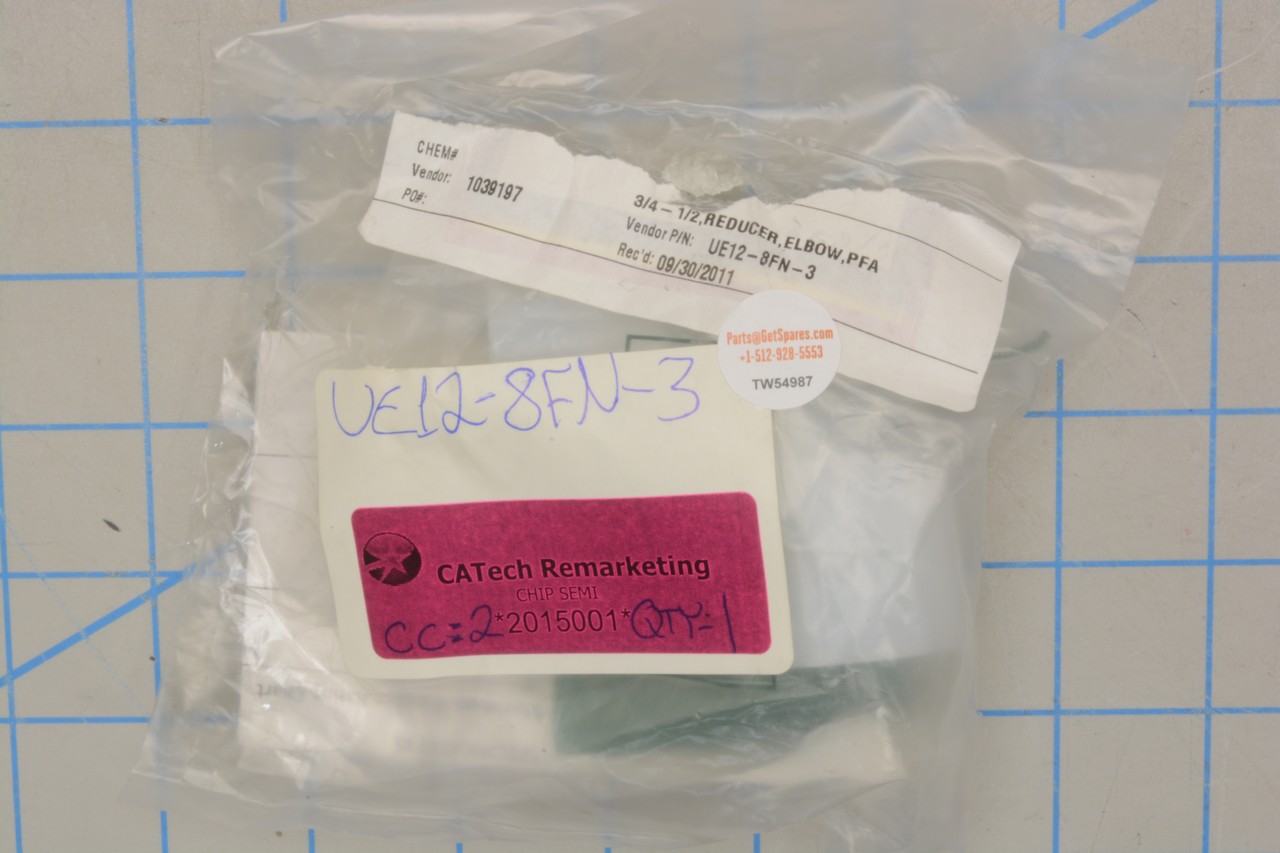 CHEM#
Vendor: 1039197
PO#:
3/4-1/2,REDUCER,ELBOW,PFA
Vendor P/N: UE12-8FN-3
Rec'd: 09/30/2011
Parts@GetSpares.com
+1-512-928-5553
TW54987
UE12-8FN-3
CATech Remarketing
CHIP SEMI
CC=2 *2015001* QTY=1